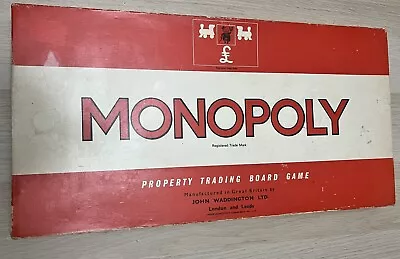 £
MONOPOLY
Registered Trade Mark
PROPERTY TRADING BOARD GAME
Manufactured in Great Britain by
JOHN WADDINGTON LTD.
London and Leeds